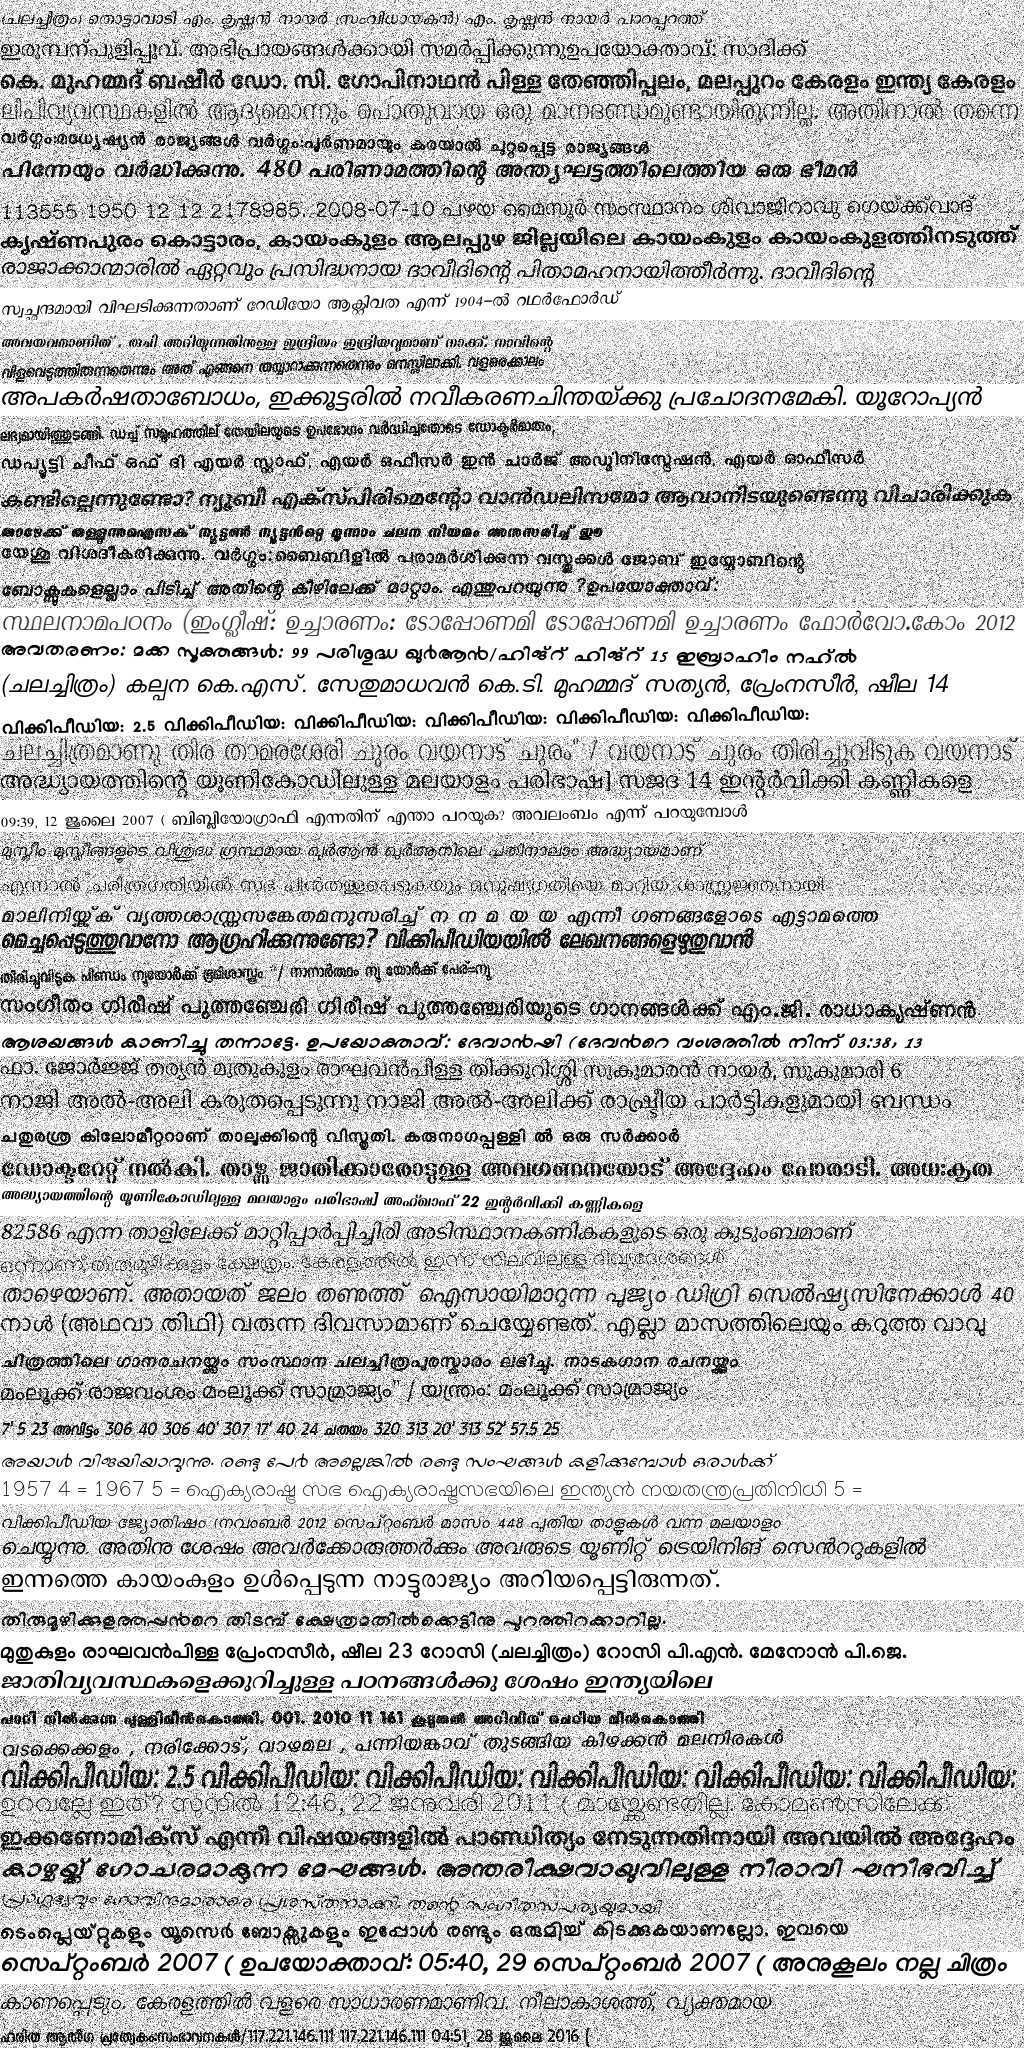 (ചലച്ചിത്രം) തൊട്ടാവാടി എം. കൃഷ്ണൻ നായർ (സംവിധായകൻ) എം. കൃഷ്ണൻ നായർ പാറപ്പുറത്ത്
ഇരുമ്പന്പുളിപ്പൂവ്. അഭിപ്രായങ്ങൾക്കായി സമർപ്പിക്കുന്നുഉപയോക്താവ്: സാദിക്ക്
കെ. മുഹമ്മദ് ബഷീർ ഡോ. സി. ഗോപിനാഥൻ പിള്ള തേഞ്ഞിപ്പലം, മലപ്പുറം കേരളം ഇന്ത്യ കേരളം
ലിപിവ്യവസ്ഥകളിൽ ആദ്യമൊന്നും പൊതുവായ ഒരു മാനദണ്ഡമുണ്ടായിരുന്നില്ല. അതിനാൽ തന്നെ
വർഗ്ഗം:മധ്യേഷ്യൻ രാജ്യങ്ങൾ വർഗ്ഗം:പൂർണമായും കരയാൽ ചുറ്റപ്പെട്ട രാജ്യങ്ങൾ
പിന്നേയും വർദ്ധിക്കുന്നു. 480 പരിണാമത്തിന്റെ അന്ത്യഘട്ടത്തിലെത്തിയ ഒരു ഭീമൻ
113555 1950 12 12 2178985. 2008-07-10 പഴയ മൈസൂർ സംസ്ഥാനം ശിവാജിറാവു ഗെയ്ക്ക്‌വാദ്
കൃഷ്ണപുരം കൊട്ടാരം, കായംകുളം ആലപ്പുഴ ജില്ലയിലെ കായംകുളം കായംകുളത്തിനടുത്ത്
രാജാക്കാന്മാരിൽ ഏറ്റവും പ്രസിദ്ധനായ ദാവീദിന്റെ പിതാമഹനായിത്തീർന്നു. ദാവീദിന്റെ
സ്വച്ഛന്ദമായി വിഘടിക്കുന്നതാണ് റേഡിയോ ആക്റ്റിവത എന്ന് 1904-ൽ റഥർഫോർഡ്
അവയവമാണിത് . രുചി അറിയുന്നതിനുള്ള ഇന്ദ്രിയം ഇന്ദ്രിയവുമാണ് നാക്ക്. നാവിന്റെ
വിളവെടുത്തിരുന്നതെന്നും അത് എങ്ങനെ തയ്യാറാക്കുന്നതെന്നും മനസ്സിലാക്കി. വളരെക്കാലം
അപകർഷതാബോധം, ഇക്കൂട്ടരിൽ നവീകരണചിന്തയ്ക്കു പ്രചോദനമേകി. യൂറോപ്യൻ
ലഭ്യമായിത്തുടങ്ങി. ഡച്ച് സമൂഹത്തില് തേയിലയുടെ ഉപഭോഗം വർദ്ധിച്ചതോടെ ഡോക്ടർമാരും,
ഡപ്യൂട്ടി ചീഫ് ഒഫ് ദി എയർ സ്റ്റാഫ്, എയർ ഒഫീസർ ഇൻ ചാർജ് അഡ്മിനിസ്ട്രേഷൻ, എയർ ഓഫീസർ
കണ്ടില്ലെന്നുണ്ടോ? ന്യൂബീ എക്സ്പിരിമെന്റോ വാൻഡലിസമോ ആവാനിടയുണ്ടെന്നു വിചാരിക്കുക
താഴേക്ക് തള്ളുന്നുഐസക് ന്യൂട്ടൺ ന്യൂട്ടൻറെ മൂന്നാം ചലന നിയമം അനുസരിച്ച് ഈ
യേശു വിശദീകരിക്കുന്നു. വർഗ്ഗം:ബൈബിളിൽ പരാമർശിക്കുന്ന വസ്തുക്കൾ ജോബ് ഇയ്യോബിന്റെ
ബോക്സുകളെല്ലാം പിടിച്ച് അതിന്റെ കീഴിലേക്ക് മാറ്റാം. എന്തുപറയുന്നു ?ഉപയോക്താവ്:
സ്ഥലനാമപഠനം (ഇംഗ്ലീഷ്: ഉച്ചാരണം: ടോപ്പോണമി ടോപ്പോണമി ഉച്ചാരണം ഫോർവോ.കോം 2012
അവതരണം: മക്ക സൂക്തങ്ങൾ: 99 പരിശുദ്ധ ഖുർആൻ/ഹിജ്റ് ഹിജ്റ് 15 ഇബ്രാഹീം നഹ്ൽ
(ചലച്ചിത്രം) കല്പന കെ.എസ്. സേതുമാധവൻ കെ.ടി. മുഹമ്മദ് സത്യൻ, പ്രേംനസീർ, ഷീല 14
വിക്കിപീഡിയ: 2.5 വിക്കിപീഡിയ: വിക്കിപീഡിയ: വിക്കിപീഡിയ: വിക്കിപീഡിയ: വിക്കിപീഡിയ:
ചലച്ചിത്രമാണു തിര താമരശേരി ചുരം വയനാട് ചുരം" / വയനാട് ചുരം തിരിച്ചുവിടുക വയനാട്
അദ്ധ്യായത്തിന്റെ യൂണികോഡിലുള്ള മലയാളം പരിഭാഷ] സജദ 14 ഇന്റർവിക്കി കണ്ണികളെ
09:39, 12 ജൂലൈ 2007 ( ബിബ്ലിയോഗ്രാഫി എന്നതിന് എന്താ പറയുക? അവലംബം എന്ന് പറയുമ്പോൾ
മുസ്ലീം മുസ്ലീങ്ങളുടെ വിശുദ്ധ ഗ്രന്ഥമായ ഖുർആൻ ഖുർആനിലെ പതിനാലാം അദ്ധ്യായമാണ്
എന്നാൽ ചരിത്രഗതിയിൽ സഭ പിൻതള്ളപ്പെടുകയും മനുഷ്യഗതിയെ മാറ്റിയ ശാസ്ത്രജ്ഞനായി
മാലിനിയ്ക്ക് വൃത്തശാസ്ത്രസങ്കേതമനുസരിച്ച് ന ന മ യ യ എന്നീ ഗണങ്ങളോടെ എട്ടാമത്തെ
മെച്ചപ്പെടുത്തുവാനോ ആഗ്രഹിക്കുന്നുണ്ടോ? വിക്കിപീഡിയയിൽ ലേഖനങ്ങളെഴുതുവാൻ
തിരിച്ചുവിടുക പിണ്ഡം ന്യൂയോർക്ക് ഭൂമിശാസ്ത്രം "/ നാനാർത്ഥം ന്യൂ യോർക്ക് പേര്=ന്യൂ
സംഗീതം ഗിരീഷ് പുത്തഞ്ചേരി ഗിരീഷ് പുത്തഞ്ചേരിയുടെ ഗാനങ്ങൾക്ക് എം.ജി. രാധാകൃഷ്ണൻ
ആശയങ്ങൾ കാണിച്ചു തന്നാട്ടേ. ഉപയോക്താവ്: ദേവാൻഷി (ദേവൻറെ വംശത്തിൽ നിന്ന് 03:38, 13
ഫാ. ജോർജ്ജ് തര്യൻ മുതുകുളം രാഘവൻപിള്ള തിക്കുറിശ്ശി സുകുമാരൻ നായർ, സുകുമാരി 6
നാജി അൽ-അലി കരുതപ്പെടുന്നു നാജി അൽ-അലിക്ക് രാഷ്ട്രീയ പാർട്ടികളുമായി ബന്ധം
ചതുരശ്ര കിലോമീറ്ററാണ് താലൂക്കിന്റെ വിസ്തൃതി. കരുനാഗപ്പള്ളി ൽ ഒരു സർക്കാർ
ഡോക്ടറേറ്റ് നൽകി. താഴ്ന്ന ജാതിക്കാരോടുള്ള അവഗണനയോട് അദ്ദേഹം പോരാടി. അധഃകൃത
അദ്ധ്യായത്തിന്റെ യൂണികോഡിലുള്ള മലയാളം പരിഭാഷ] അഹ്ഖാഫ് 22 ഇന്റർവിക്കി കണ്ണികളെ
82586 എന്ന താളിലേക്ക് മാറ്റിപ്പാർപ്പിച്ചിരി അടിസ്ഥാനകണികകളുടെ ഒരു കുടുംബമാണ്
ഒന്നാണ് തിരുമൂഴിക്കുളം ക്ഷേത്രം. കേരളത്തിൽ ഇന്ന് നിലവിലുള്ള ദിവ്യദേശങ്ങൾ
താഴെയാണ്. അതായത് ജലം തണുത്ത് ഐസായിമാറുന്ന പൂജ്യം ഡിഗ്രി സെൽഷ്യസിനേക്കാൾ 40
നാൾ (അഥവാ തിഥി) വരുന്ന ദിവസാമാണ് ചെയ്യേണ്ടത്. എല്ലാ മാസത്തിലെയും കറുത്ത വാവു
ചിത്രത്തിലെ ഗാനരചനയ്ക്കും സംസ്ഥാന ചലച്ചിത്രപുരസ്കാരം ലഭിച്ചു. നാടകഗാന രചനയ്ക്കും
മംലൂക്ക് രാജവംശം മംലൂക്ക് സാമ്രാജ്യം" / യന്ത്രം: മംലൂക്ക് സാമ്രാജ്യം
7' 5 23 അവിട്ടം 306 40 306 40' 307 17' 40 24 ചതയം 320 313 20' 313 52' 57.5 25
അയാൾ വിജയിയാവുന്നു. രണ്ടു പേർ അല്ലെങ്കിൽ രണ്ടു സംഘങ്ങൾ കളിക്കുമ്പോൾ ഒരാൾക്ക്
1957 4 = 1967 5 = ഐക്യരാഷ്ട്ര സഭ ഐക്യരാഷ്ട്രസഭയിലെ ഇന്ത്യൻ നയതന്ത്രപ്രതിനിധി 5 =
വിക്കിപീഡിയ ജ്യോതിഷം (നവംബർ 2012 സെപ്റ്റംബർ മാസം 448 പുതിയ താളുകൾ വന്ന മലയാളം
ചെയ്യുന്നു. അതിനു ശേഷം അവർക്കോരുത്തർക്കും അവരുടെ യൂണിറ്റ് ട്രെയിനിങ് സെൻററുകളിൽ
ഇന്നത്തെ കായംകുളം ഉൾപ്പെടുന്ന നാട്ടുരാജ്യം അറിയപ്പെട്ടിരുന്നത്.
തിരുമൂഴിക്കുളത്തപ്പൻറെ തിടമ്പ് ക്ഷേത്രാമതിൽക്കെട്ടിനു പുറത്തിറക്കാറില്ല.
മുതുകുളം രാഘവൻപിള്ള പ്രേംനസീർ, ഷീല 23 റോസി (ചലച്ചിത്രം) റോസി പി.എൻ. മേനോൻ പി.ജെ.
ജാതിവ്യവസ്ഥകളെക്കുറിച്ചുള്ള പഠനങ്ങൾക്കു ശേഷം ഇന്ത്യയിലെ
പാറി നിൽക്കുന്ന പുള്ളിമീൻകൊത്തി. 001. 2010 11 161 കൂടുതൽ അറിവിന് ചെറിയ മീൻകൊത്തി
വടക്കെക്കളം , നരിക്കോട്, വാഴമല , പന്നിയങ്കാവ് തുടങ്ങിയ കിഴക്കൻ മലനിരകൾ
വിക്കിപീഡിയ: 2.5 വിക്കിപീഡിയ: വിക്കിപീഡിയ: വിക്കിപീഡിയ: വിക്കിപീഡിയ: വിക്കിപീഡിയ:
ഉറവല്ലേ ഇത്? സുനിൽ 12:46, 22 ജനുവരി 2011 ( മായ്ക്കേണ്ടതില്ല. കോമൺസിലേക്ക്
ഇക്കണോമിക്സ് എന്നീ വിഷയങ്ങളിൽ പാണ്ഡിത്യം നേടുന്നതിനായി അവയിൽ അദ്ദേഹം
കാഴ്ചയ്ക്ക് ഗോചരമാകുന്ന മേഘങ്ങൾ. അന്തരീക്ഷവായുവിലുള്ള നീരാവി ഘനീഭവിച്ച്
ഗോവിന്ദമാരാരെ പ്രശസ്തനാക്കി. തന്റെ സംഗീതസപര്യയുമായി
ടെംപ്ലെയ്റ്റുകളും യൂസെർ ബോക്സുകളും ഇപ്പോൾ രണ്ടും ഒരുമിച്ച് കിടക്കുകയാണല്ലോ. ഇവയെ
സെപ്റ്റംബർ 2007 ( ഉപയോക്താവ്: 05:40, 29 സെപ്റ്റംബർ 2007 ( അനുകൂലം നല്ല ചിത്രം
കാണപ്പെടും. കേരളത്തിൽ വളരെ സാധാരണമാണിവ. നീലാകാശത്ത്, വ്യക്തമായ
ഹരിത ആൽഗ പ്രത്യേകം:സംഭാവനകൾ/117.221.146.111 117.221.146.111 04:51, 28 ജൂലൈ 2016 (